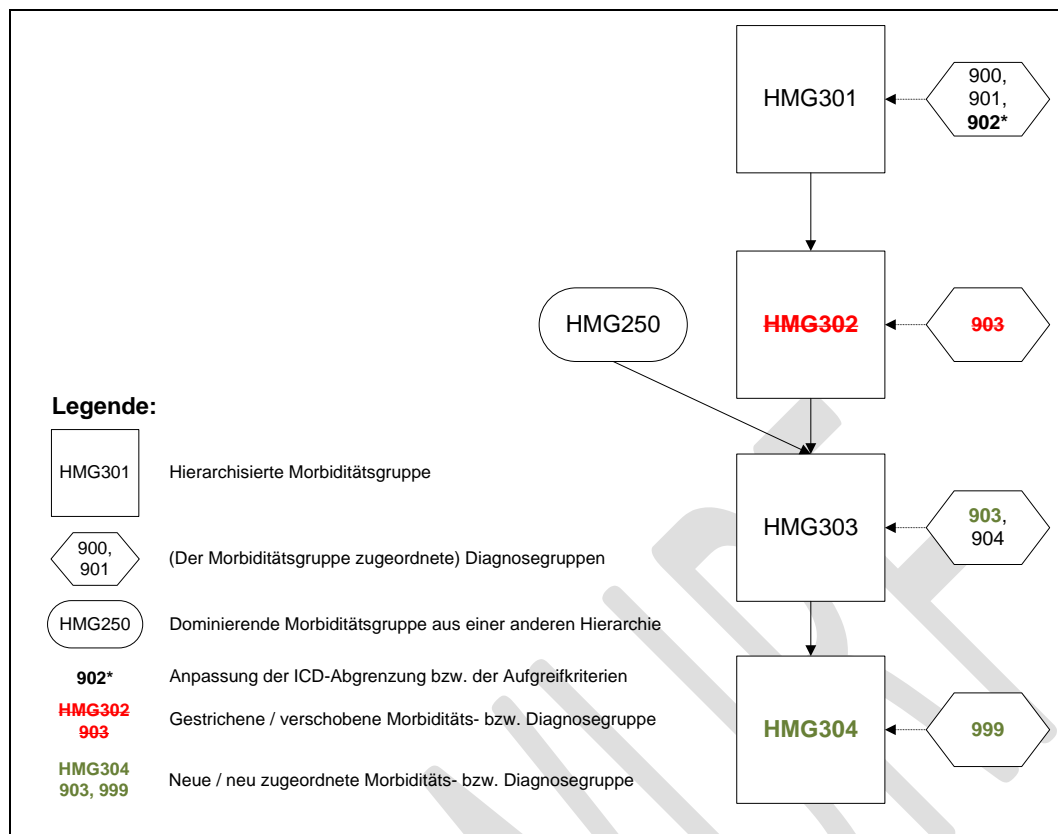 HMG301
900,
901,
902*
HMG250
HMG302
903
HMG303
903,
904
HMG304
999
Legende:
HMG301
Hierarchisierte Morbiditätsgruppe
900,
901
(Der Morbiditätsgruppe zugeordnete) Diagnosegruppen
HMG250
Dominierende Morbiditätsgruppe aus einer anderen Hierarchie
902*
Anpassung der ICD-Abgrenzung bzw. der Aufgreifkriterien
HMG302
903
Gestrichene / verschobene Morbiditäts- bzw. Diagnosegruppe
HMG304
903, 999
Neue / neu zugeordnete Morbiditäts- bzw. Diagnosegruppe